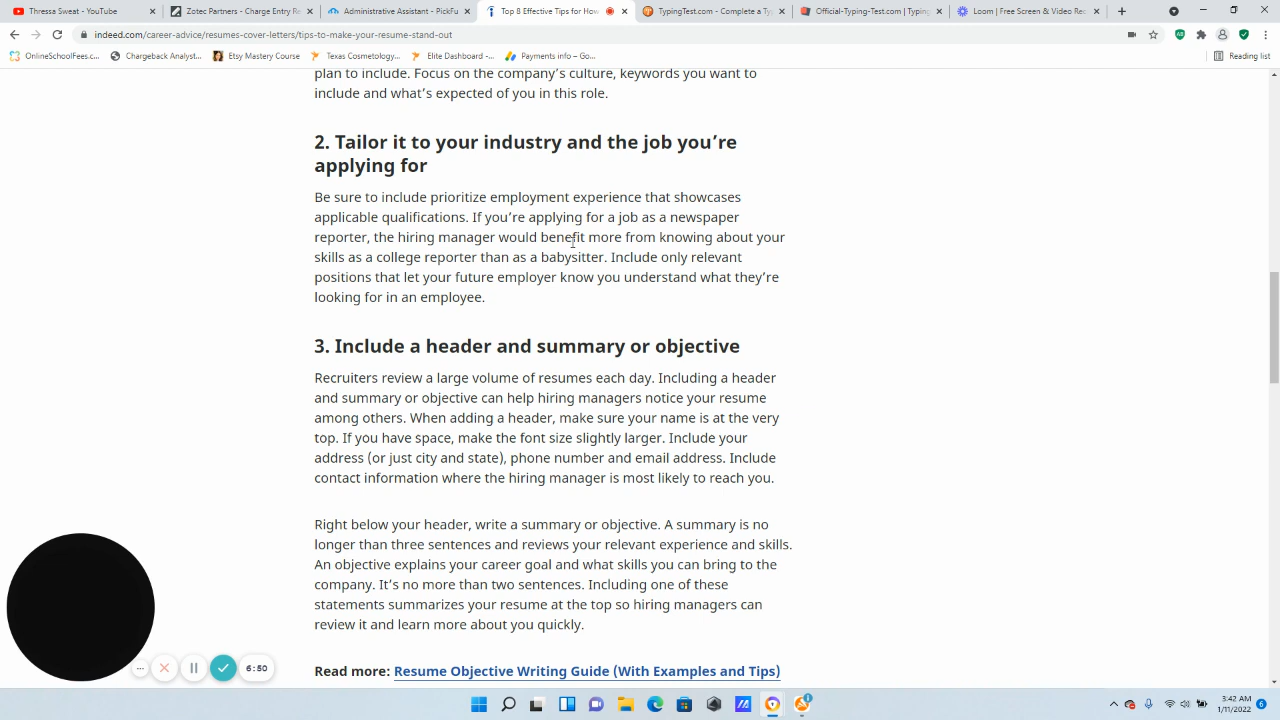 Thressa Sweat - YouTube
Zotec Partners - Charge Entry R
Administrative Assistant - Pickfu
Top 8 Effective Tips for How
TypingTest.com - Complete a Ty
Official-Typing-Test.com | Typing
Loom | Free Screen & Video Rec
indeed.com/career-advice/resumes-cover-letters/tips-to-make-your-resume-stand-out
OnlineSchoolFees.c...
Chargeback Analyst...
Etsy Mastery Course
Texas Cosmetology...
Elite Dashboard -...
Payments info – Go...
Reading list
plan to include. Focus on the company's culture, keywords you want to
include and what's expected of you in this role.
2. Tailor it to your industry and the job you're
applying for
Be sure to include prioritize employment experience that showcases
applicable qualifications. If you're applying for a job as a newspaper
reporter, the hiring manager would benefit more from knowing about your
skills as a college reporter than as a babysitter. Include only relevant
positions that let your future employer know you understand what they're
looking for in an employee.
3. Include a header and summary or objective
Recruiters review a large volume of resumes each day. Including a header
and summary or objective can help hiring managers notice your resume
among others. When adding a header, make sure your name is at the very
top. If you have space, make the font size slightly larger. Include your
address (or just city and state), phone number and email address. Include
contact information where the hiring manager is most likely to reach you.
Right below your header, write a summary or objective. A summary is no
longer than three sentences and reviews your relevant experience and skills.
An objective explains your career goal and what skills you can bring to the
company. It's no more than two sentences. Including one of these
statements summarizes your resume at the top so hiring managers can
review it and learn more about you quickly.
6:50
Read more: Resume Objective Writing Guide (With Examples and Tips)
3:42 AM
1/11/2022
6